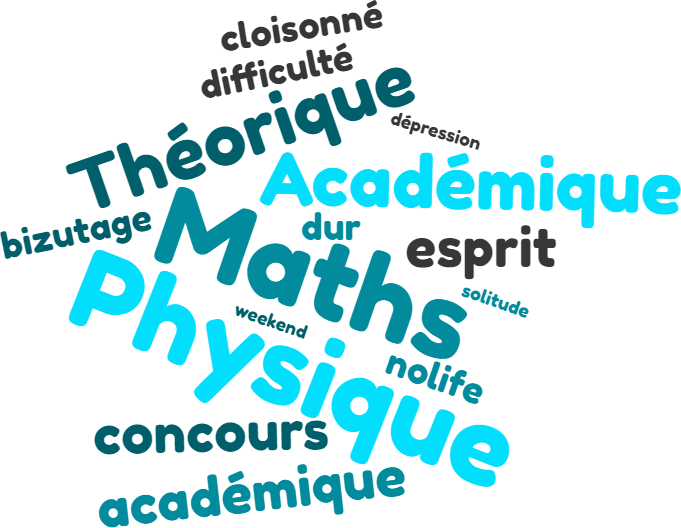 cloisonné
difficulté
Théorique
dépression
Académique
bizutage
Maths
dur
esprit
solitude
Physique
weekend
nolife
concours
académique